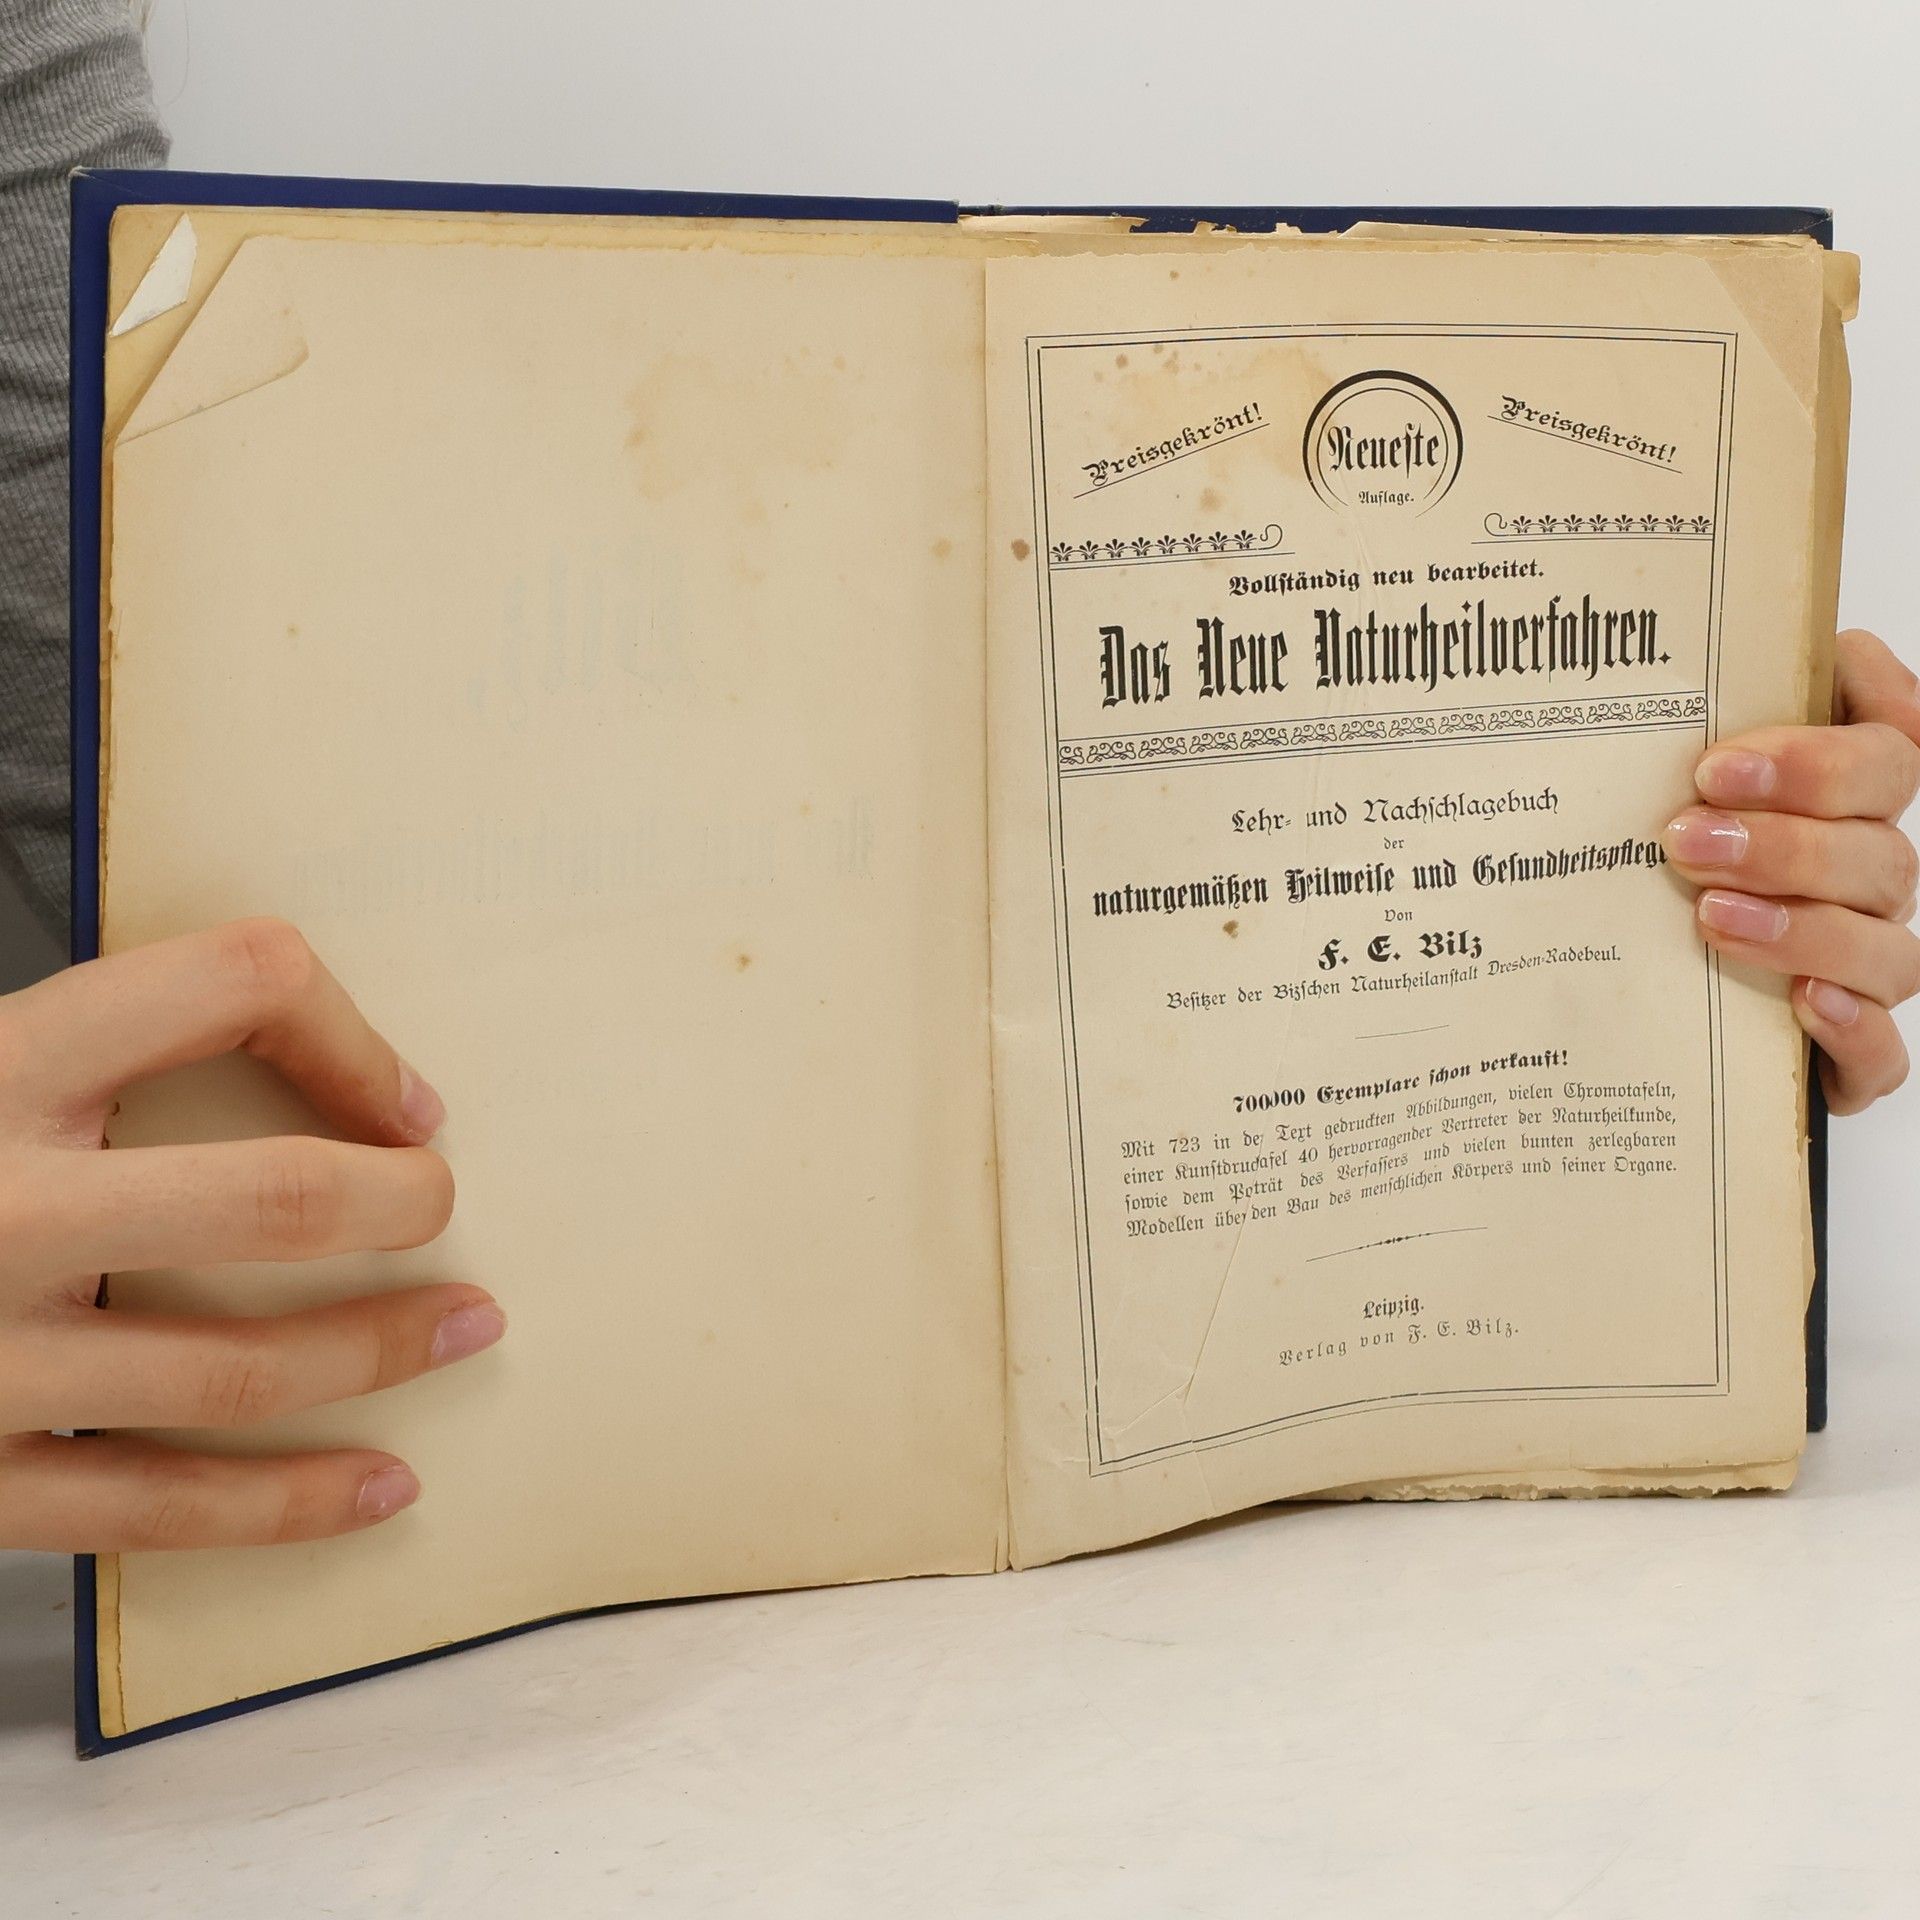 Preisgekrönt!
Neueſte
Auflage.
Preisgekrönt!
Vollſtändig neu bearbeitet.
Das Neue Naturheilverfahren.
Lehr- und Nachſchlagebuch
der
naturgemäßen Heilweiſe und Geſundheitspflege
Von
F. E. Bilz
Beſitzer der Bizſchen Naturheilanſtalt Dresden-Radebeul.
700000 Exemplare ſchon verkauft!
Mit 723 in de Text gedruckten Abbildungen, vielen Chromotafeln,
einer Kunſtdrucktafel 40 hervorragender Vertreter der Naturheilkunde,
ſowie dem Poträt des Verfaſſers und vielen bunten zerlegbaren
Modellen über den Bau des menſchlichen Körpers und ſeiner Organe.
Leipzig.
Verlag von F. E. Bilz.